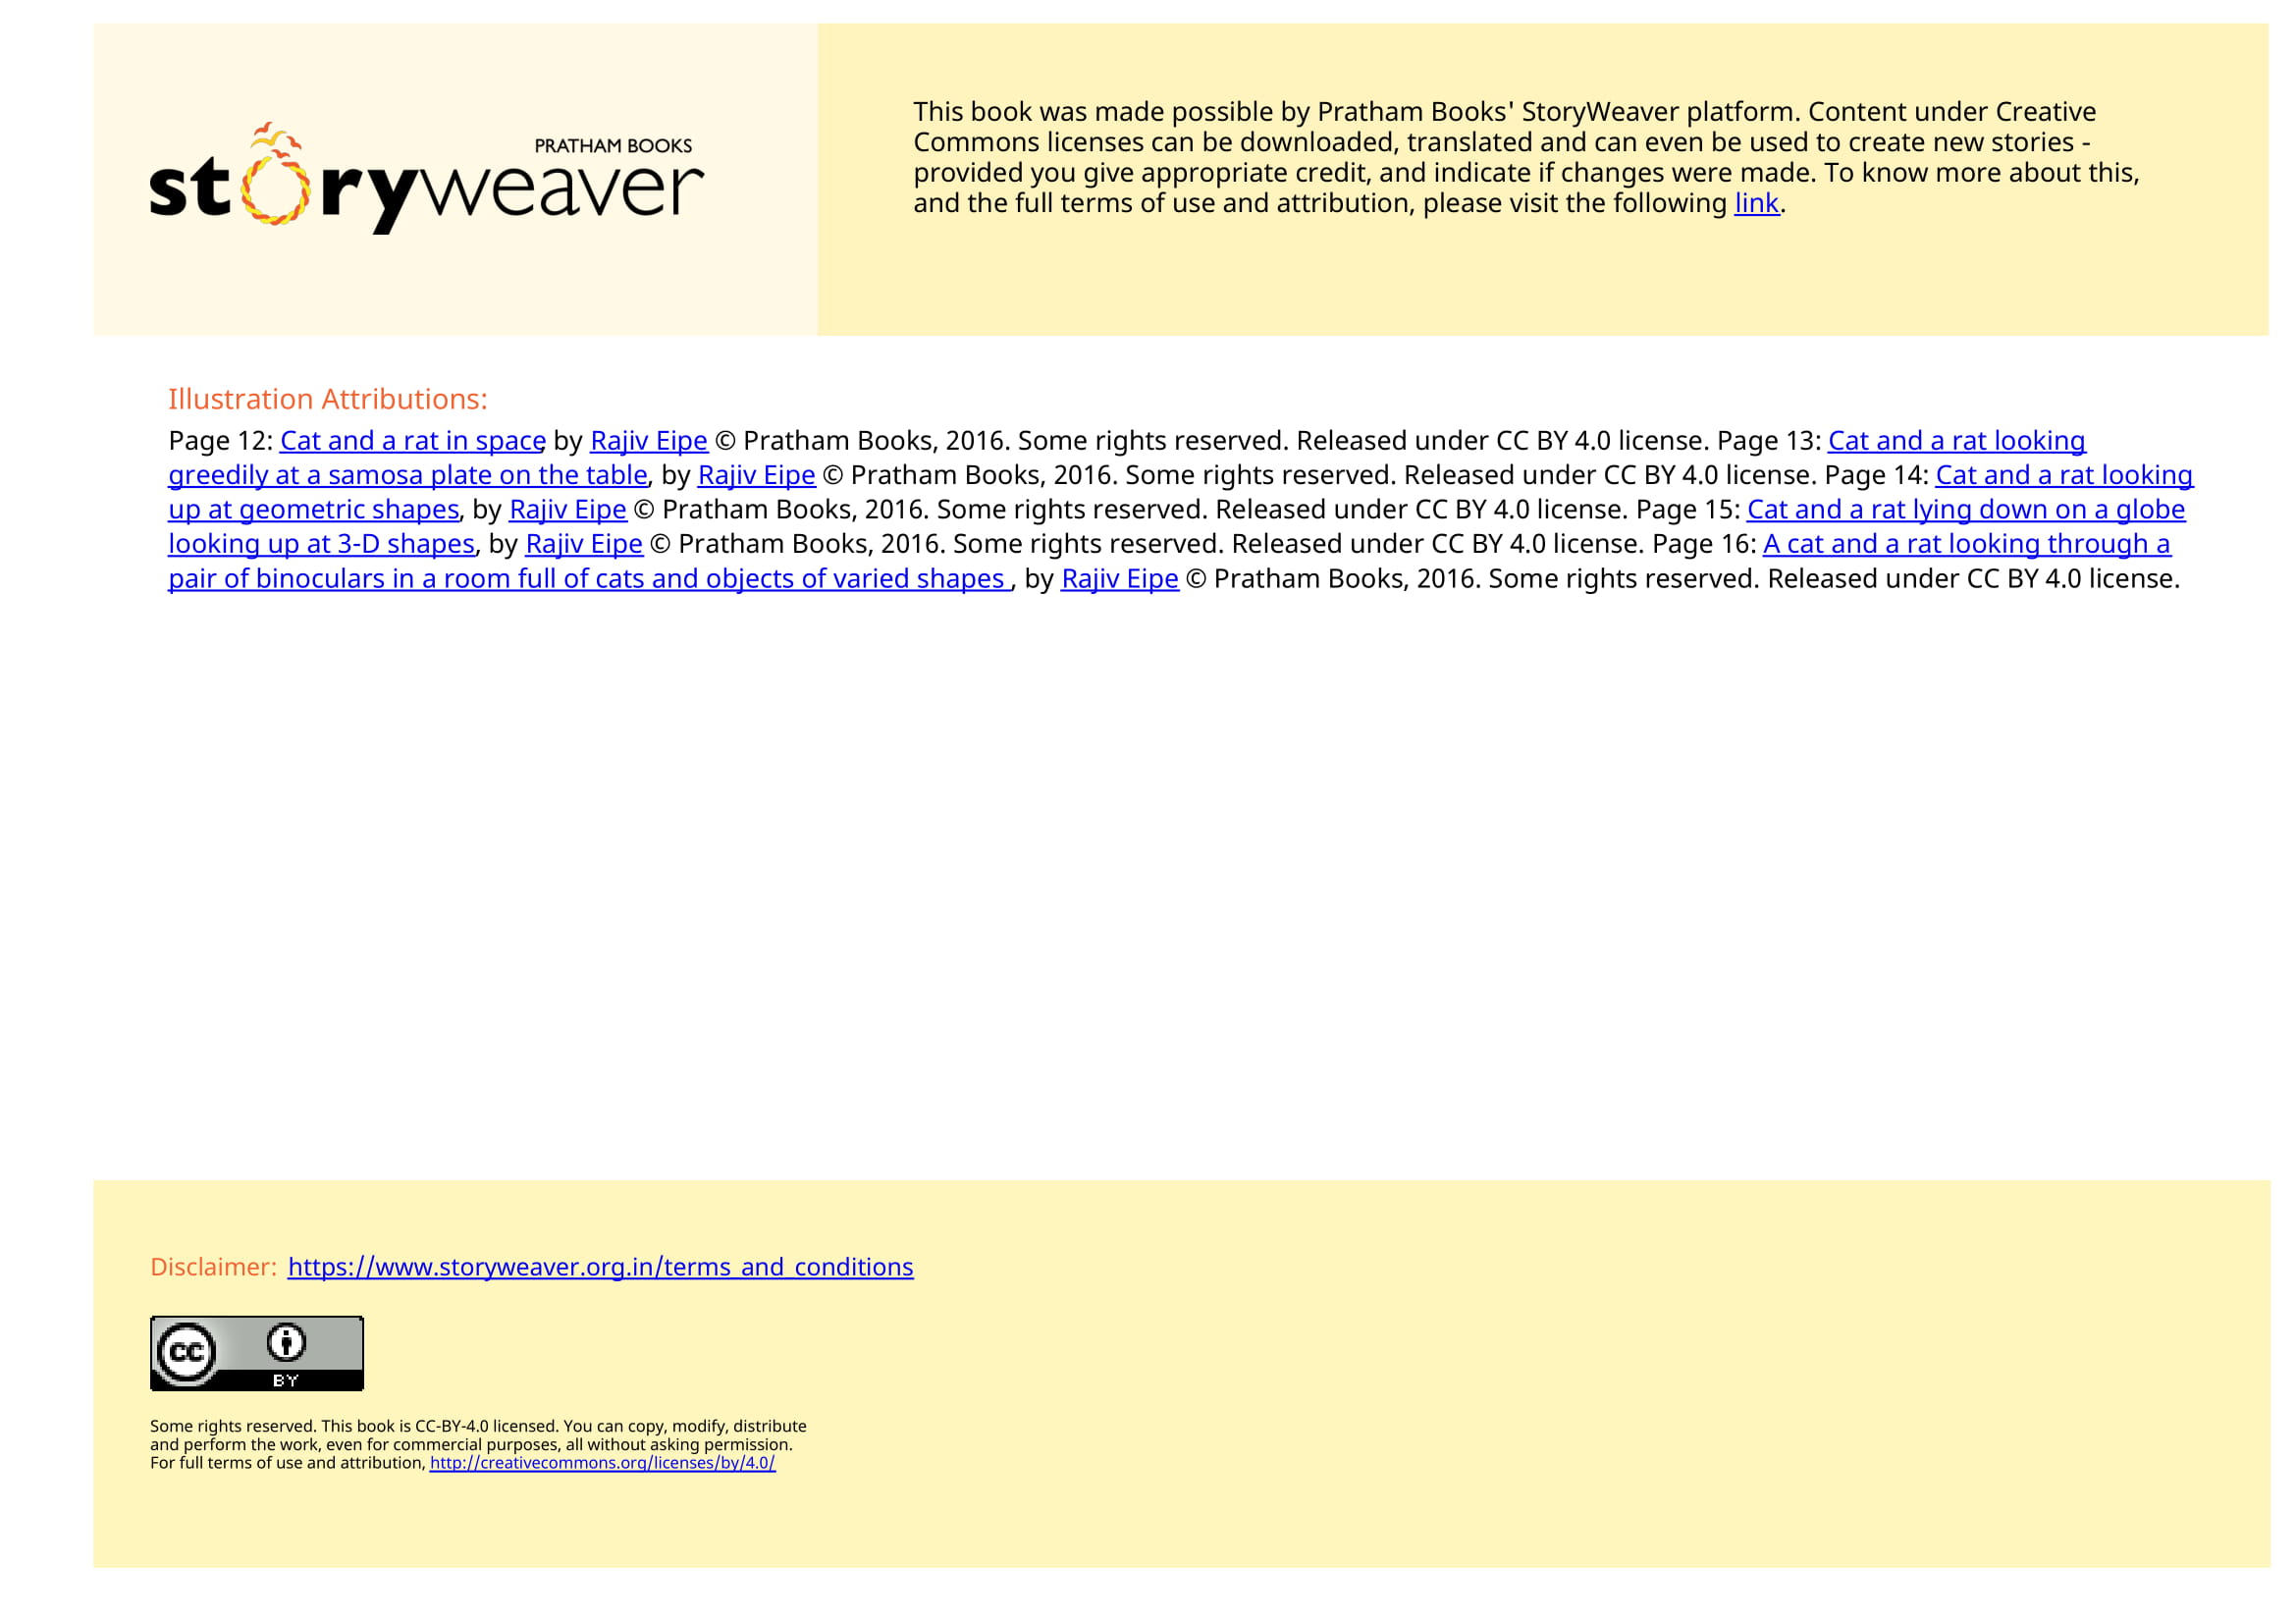 PRATHAM BOOKS
storyweaver
This book was made possible by Pratham Books' StoryWeaver platform. Content under Creative
Commons licenses can be downloaded, translated and can even be used to create new stories -
provided you give appropriate credit, and indicate if changes were made. To know more about this,
and the full terms of use and attribution, please visit the following link.
Illustration Attributions:
Page 12: Cat and a rat in space, by Rajiv Eipe © Pratham Books, 2016. Some rights reserved. Released under CC BY 4.0 license. Page 13: Cat and a rat looking
greedily at a samosa plate on the table, by Rajiv Eipe © Pratham Books, 2016. Some rights reserved. Released under CC BY 4.0 license. Page 14: Cat and a rat looking
up at geometric shapes, by Rajiv Eipe © Pratham Books, 2016. Some rights reserved. Released under CC BY 4.0 license. Page 15: Cat and a rat lying down on a globe
looking up at 3-D shapes, by Rajiv Eipe © Pratham Books, 2016. Some rights reserved. Released under CC BY 4.0 license. Page 16: A cat and a rat looking through a
pair of binoculars in a room full of cats and objects of varied shapes , by Rajiv Eipe © Pratham Books, 2016. Some rights reserved. Released under CC BY 4.0 license.
Disclaimer: https://www.storyweaver.org.in/terms_and_conditions
cc
BY
Some rights reserved. This book is CC-BY-4.0 licensed. You can copy, modify, distribute
and perform the work, even for commercial purposes, all without asking permission.
For full terms of use and attribution, http://creativecommons.org/licenses/by/4.0/